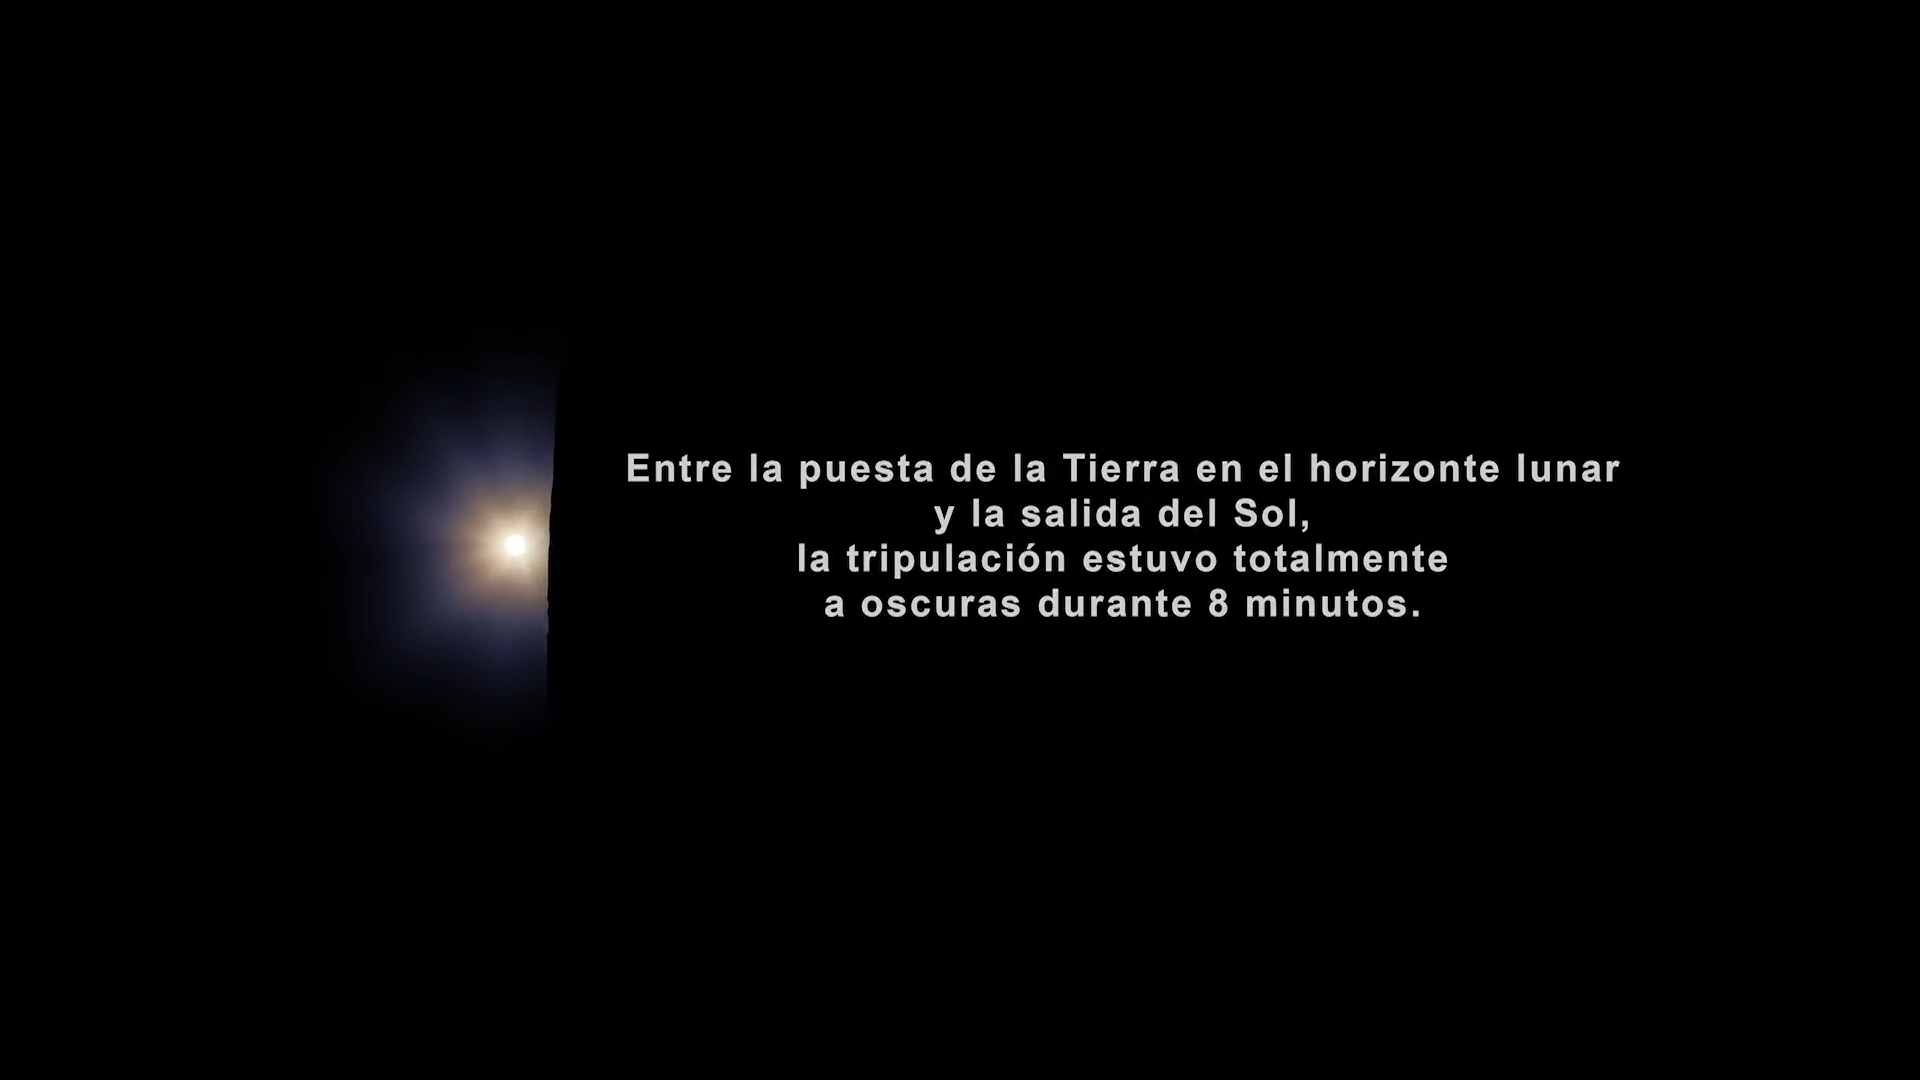 Entre la puesta de la Tierra en el horizonte lunar
y la salida del Sol,
la tripulación estuvo totalmente
a oscuras durante 8 minutos.